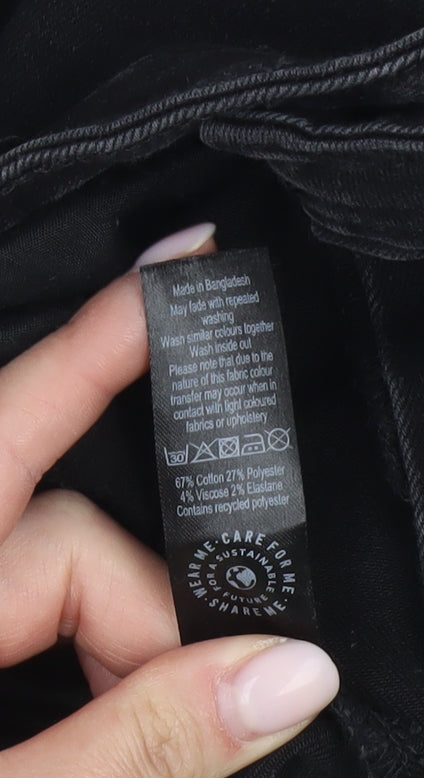 Made in Bangladesh
May fade with repeated
washing
Wash similar colours together
Wash inside out
Please note that due to the
nature of this fabric colour
transfer may occur when in
contact with light coloured
fabrics or upholstery
30
67% Cotton 27% Polyester
4% Viscose 2% Elastane
Contains recycled polyester
WEAR ME · CARE FOR ME · SHARE ME ·
FOR A SUSTAINABLE FUTURE